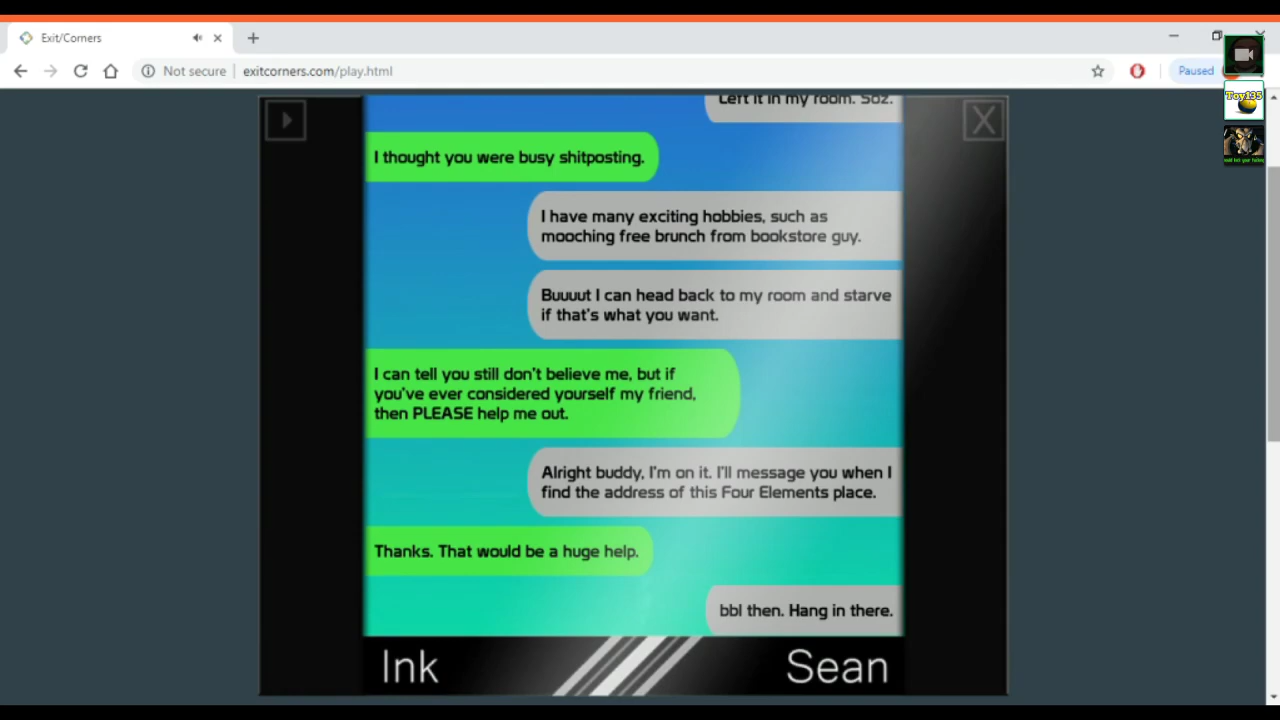 Exit/Corners
Not secure
exitcorners.com/play.html
Paused
Toy135
Left it in my room. Soz.
I thought you were busy shitposting.
I have many exciting hobbies, such as
mooching free brunch from bookstore guy.
Buuuut I can head back to my room and starve
if that's what you want.
I can tell you still don't believe me, but if
you've ever considered yourself my friend,
then PLEASE help me out.
Alright buddy, I'm on it. I'll message you when I
find the address of this Four Elements place.
Thanks. That would be a huge help.
bbl then. Hang in there.
Ink
Sean